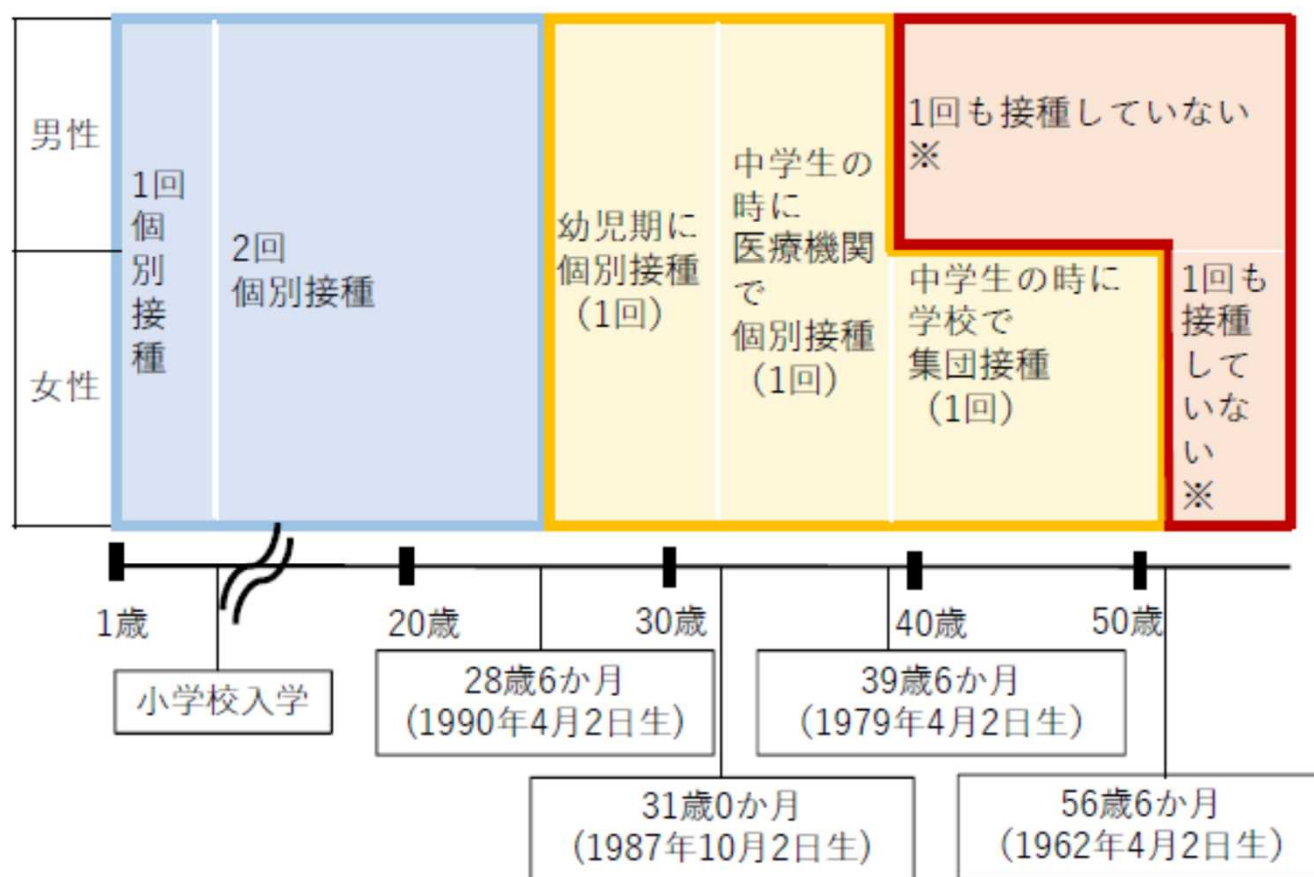 男性
女性
1回
個
別
接
種
2回
個別接種
幼児期に
個別接種
（1回）
中学生の
時に
医療機関
で
個別接種
（1回）
1回も接種していない
※
中学生の時に
学校で
集団接種
（1回）
1回も
接種
して
いな
い
※
1歳
20歳
30歳
40歳
50歳
小学校入学
28歳6か月
(1990年4月2日生)
39歳6か月
(1979年4月2日生)
31歳0か月
(1987年10月2日生)
56歳6か月
(1962年4月2日生)